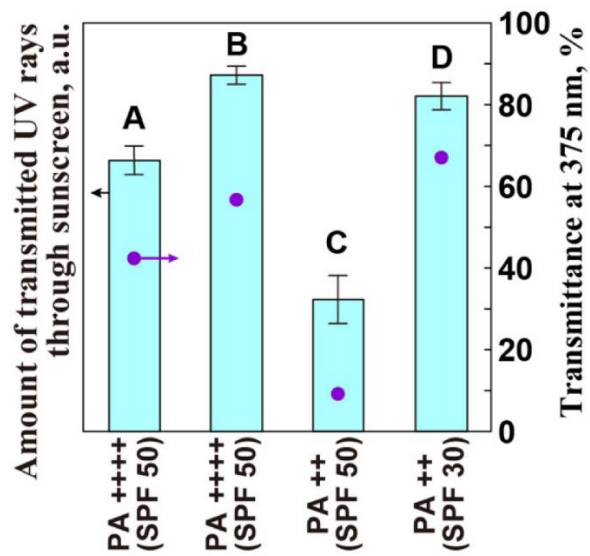 Amount of transmitted UV rays
through sunscreen, a.u.
A
B
C
D
100
80
60
40
20
0
Transmittance at 375 nm, %
PA ++++
(SPF 50)
PA ++++
(SPF 50)
PA ++
(SPF 50)
PA ++
(SPF 30)